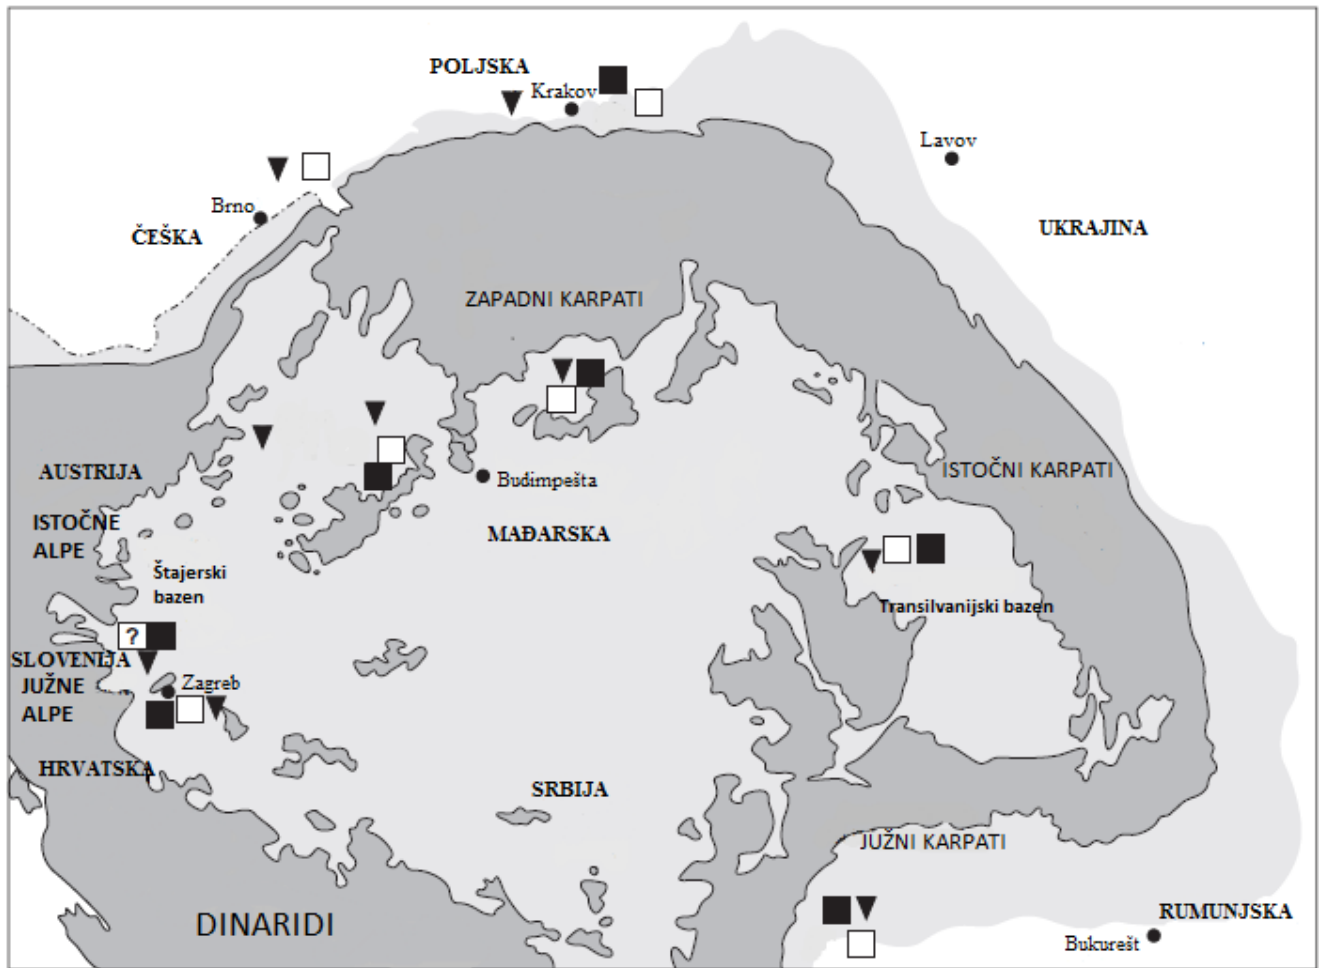 POLJSKA
Krakov
Lavov
Brno
ČEŠKA
UKRAJINA
ZAPADNI KARPATI
AUSTRIJA
Budimpešta
ISTOČNI KARPATI
ISTOČNE
ALPE
MAĐARSKA
Štajerski
bazen
Transilvanijski bazen
?
SLOVENIJA
JUŽNE
ALPE
Zagreb
HRVATSKA
SRBIJA
JUŽNI KARPATI
DINARIDI
RUMUNJSKA
Bukurešt